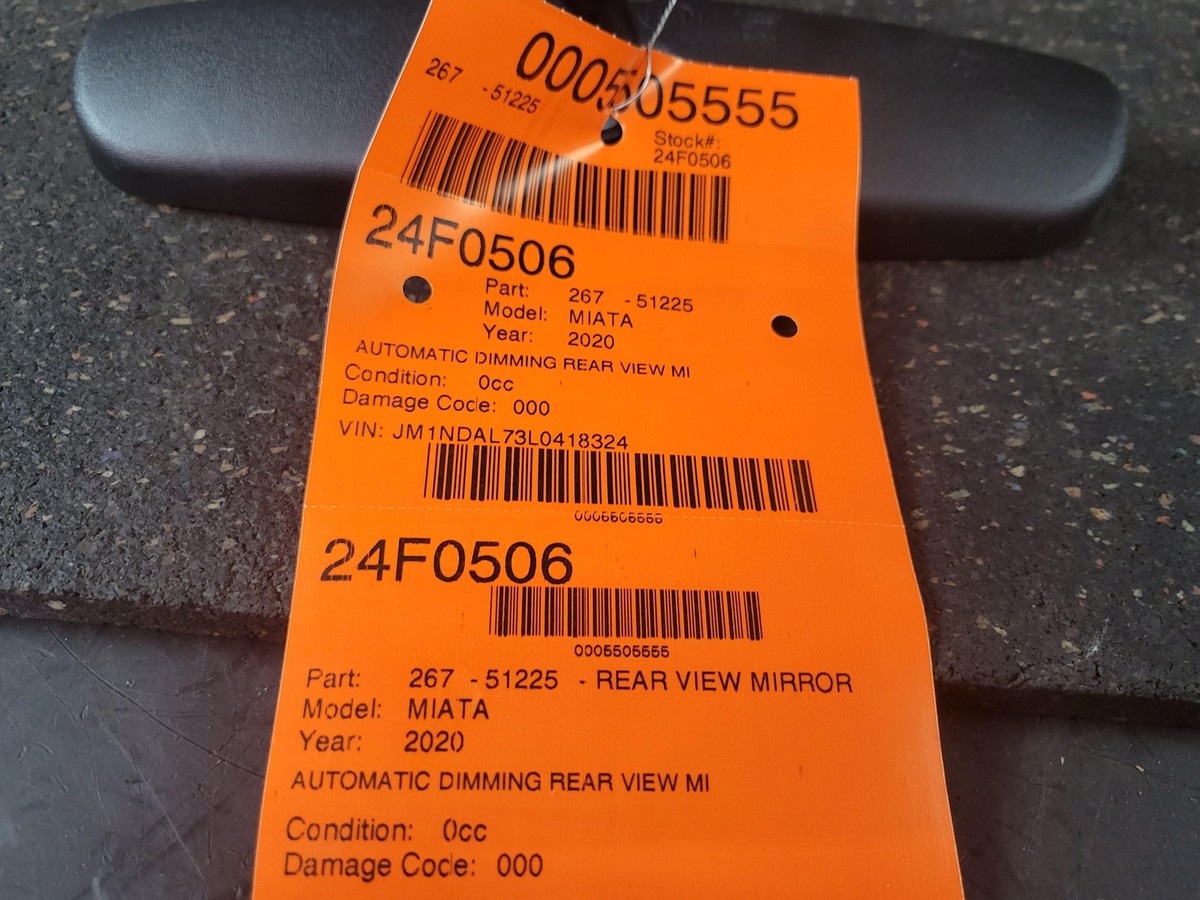 0005505555
267 -51225
Stock#:
24F0506
24F0506
Part: 267 -51225
Model: MIATA
Year: 2020
AUTOMATIC DIMMING REAR VIEW MI
Condition: 0cc
Damage Code: 000
VIN: JM1NDAL73L0418324
0005505555
24F0506
0005505555
Part: 267 -51225 - REAR VIEW MIRROR
Model: MIATA
Year: 2020
AUTOMATIC DIMMING REAR VIEW MI
Condition: 0cc
Damage Code: 000